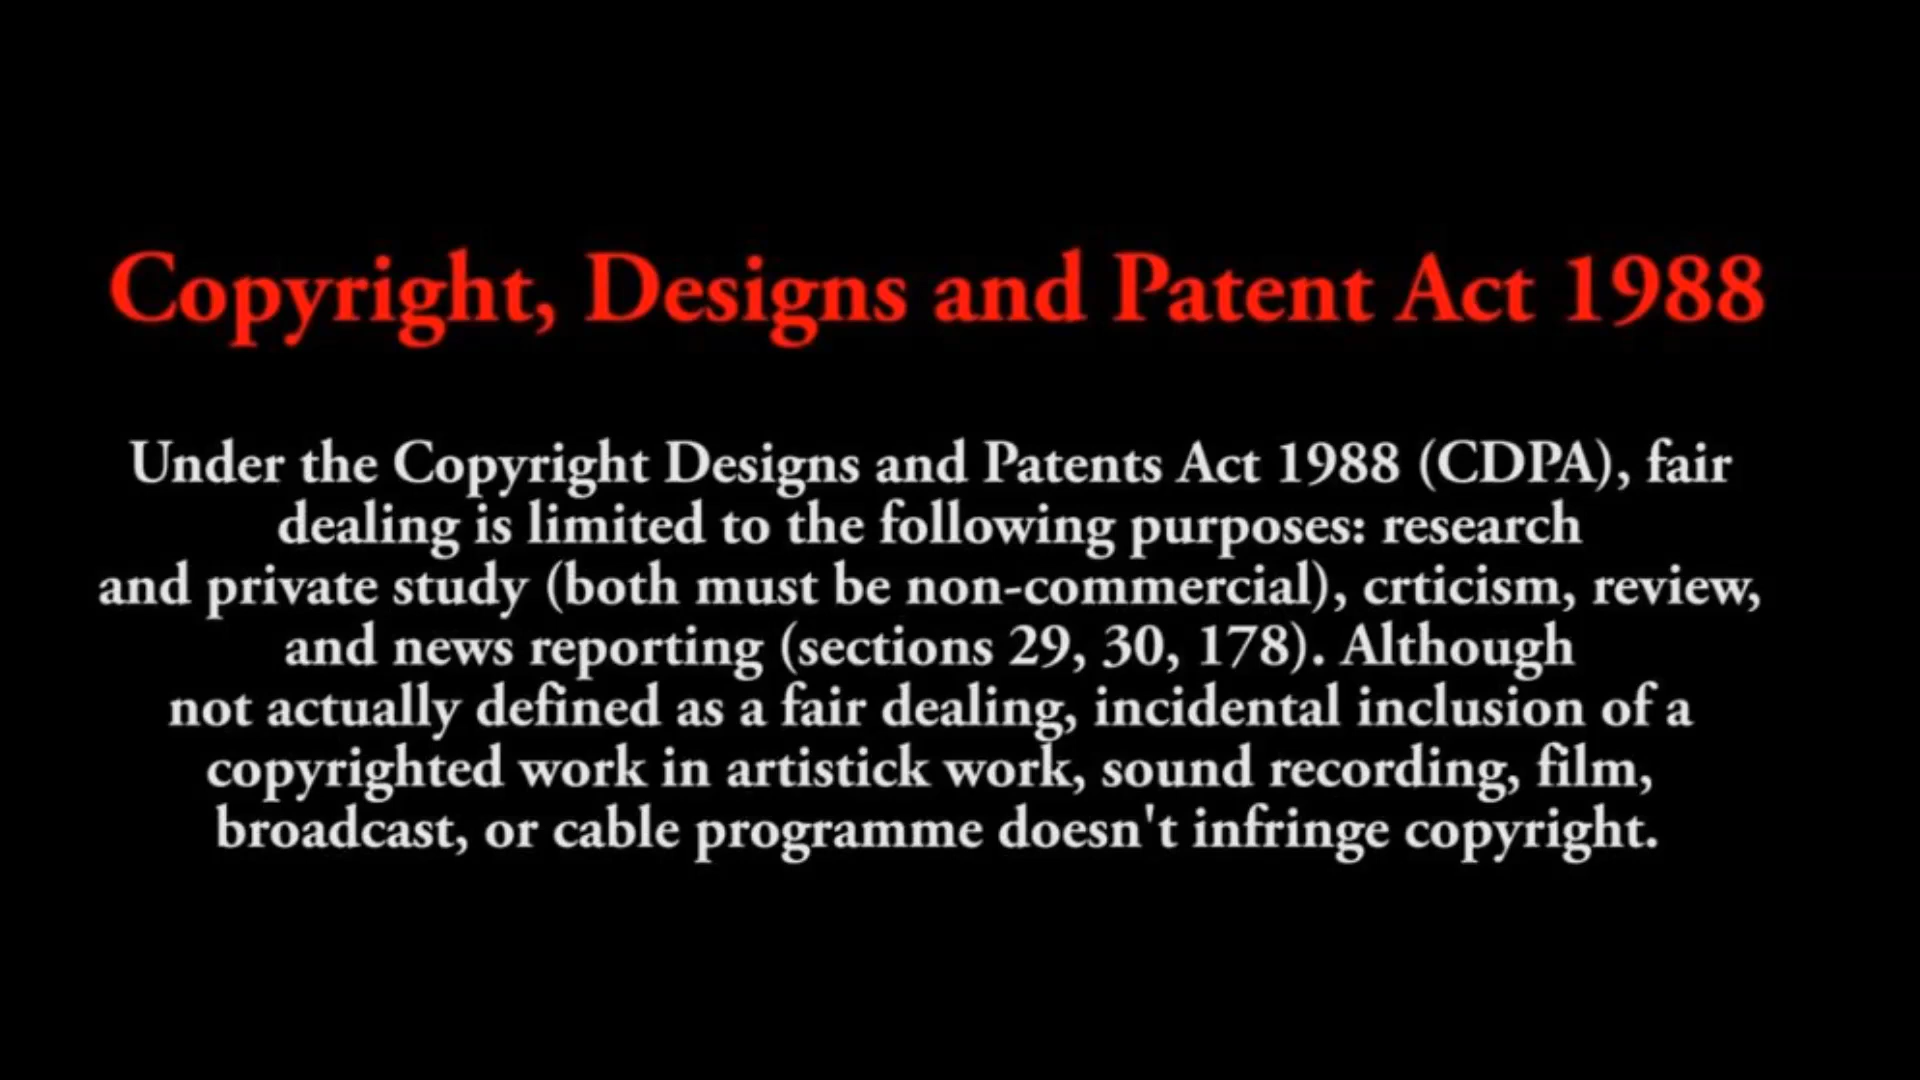 Copyright, Designs and Patent Act 1988
Under the Copyright Designs and Patents Act 1988 (CDPA), fair
dealing is limited to the following purposes: research
and private study (both must be non-commercial), crticism, review,
and news reporting (sections 29, 30, 178). Although
not actually defined as a fair dealing, incidental inclusion of a
copyrighted work in artistick work, sound recording, film,
broadcast, or cable programme doesn't infringe copyright.